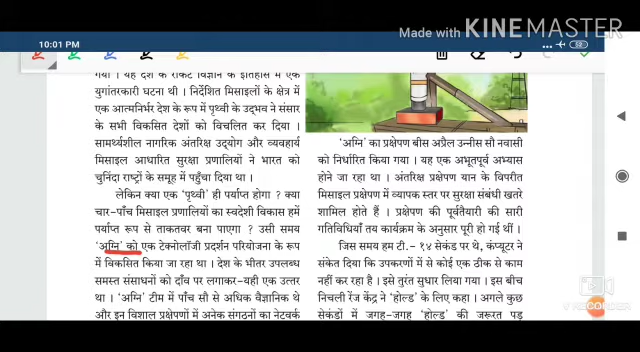 Made with KINEMASTER
10:01 PM
गया । यह देश के रॉकेट विज्ञान के इतिहास में एक
युगांतरकारी घटना थी । निर्देशित मिसाइलों के क्षेत्र में
एक आत्मनिर्भर देश के रूप में पृथ्वी के उद्भव ने संसार
के सभी विकसित देशों को विचलित कर दिया ।
सामर्थ्यशील नागरिक अंतरिक्ष उद्योग और व्यवहार्य
मिसाइल आधारित सुरक्षा प्रणालियों ने भारत को
चुनिंदा राष्ट्रों के समूह में पहुँचा दिया था ।
लेकिन क्या एक ‘पृथ्वी’ ही पर्याप्त होगा ? क्या
चार-पाँच मिसाइल प्रणालियों का स्वदेशी विकास हमें
पर्याप्त रूप से ताकतवर बना पाएगा ? उसी समय
‘अग्नि’ को एक टेक्नोलॉजी प्रदर्शन परियोजना के रूप
में विकसित किया जा रहा था । देश के भीतर उपलब्ध
समस्त संसाधनों को दाँव पर लगाकर-यही एक उत्तर
था । ‘अग्नि’ टीम में पाँच सौ से अधिक वैज्ञानिक थे
और इन विशाल प्रक्षेपणों में अनेक संगठनों का नेटवर्क
‘अग्नि’ का प्रक्षेपण बीस अप्रैल उन्नीस सौ नवासी
को निर्धारित किया गया । यह एक अभूतपूर्व अभ्यास
होने जा रहा था । अंतरिक्ष प्रक्षेपण यान के विपरीत
मिसाइल प्रक्षेपण में व्यापक स्तर पर सुरक्षा संबंधी खतरे
शामिल होते हैं । प्रक्षेपण की पूर्वतैयारी की सारी
गतिविधियाँ तय कार्यक्रम के अनुसार पूरी हो गई थीं ।
जिस समय हम टी.- १४ सेकंड पर थे, कंप्यूटर ने
संकेत दिया कि उपकरणों में से कोई एक ठीक से काम
नहीं कर रहा है । इसे तुरंत सुधार लिया गया । इस बीच
निचली रेंज केंद्र ने ‘होल्ड’ के लिए कहा । अगले कुछ
सेकंडों में जगह-जगह ‘होल्ड’ की जरूरत पड़
RECORDER